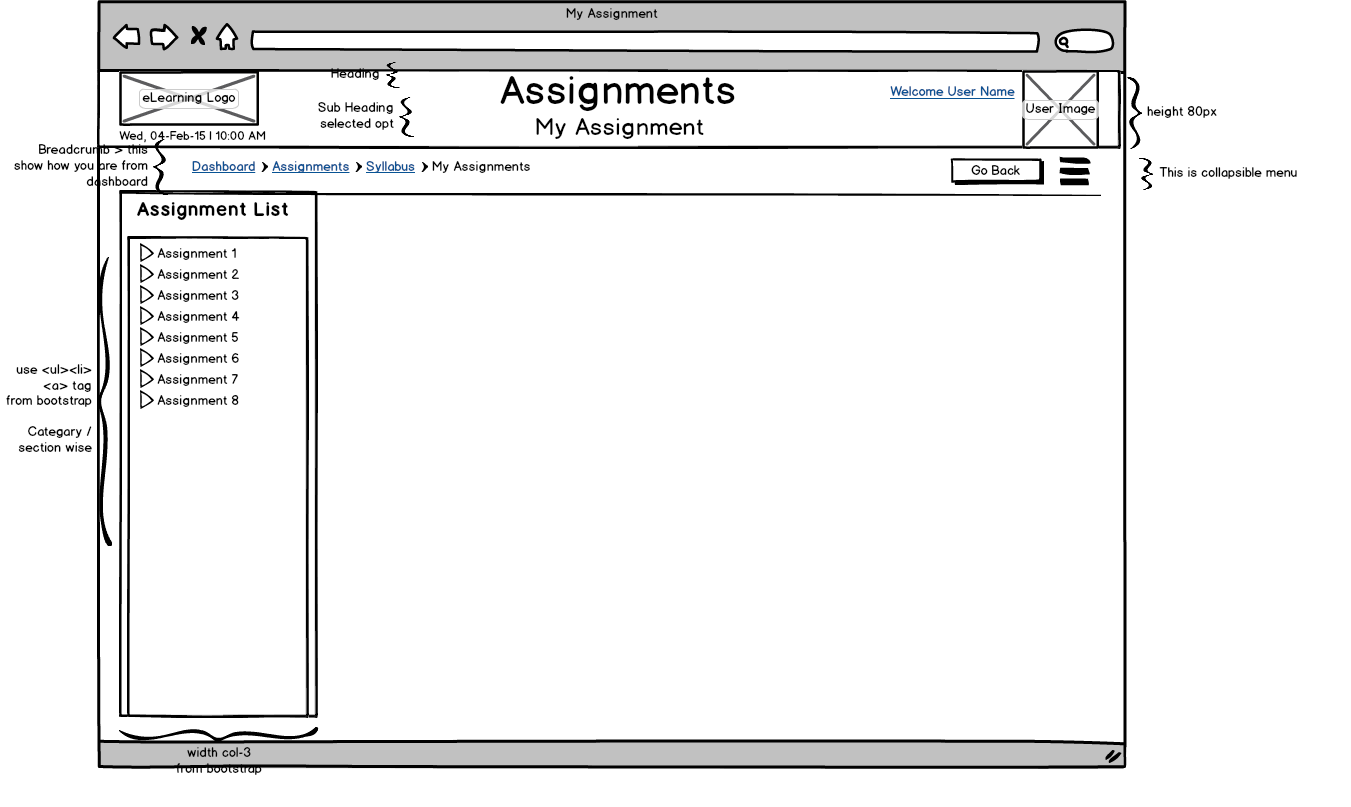 My Assignment
Heading
eLearning Logo
Assignments
Welcome User Name
User Image
Sub Heading
selected opt
height 80px
My Assignment
Wed, 04-Feb-15 | 10:00 AM
Breadcrumb > this
show how you are from
dashboard
Dashboard
Assignments
Syllabus
My Assignments
Go Back
This is collapsible menu
Assignment List
Assignment 1
Assignment 2
Assignment 3
Assignment 4
Assignment 5
Assignment 6
Assignment 7
Assignment 8
use <ul><li>
<a> tag
from bootstrap
Categary /
section wise
width col-3
from bootstrap